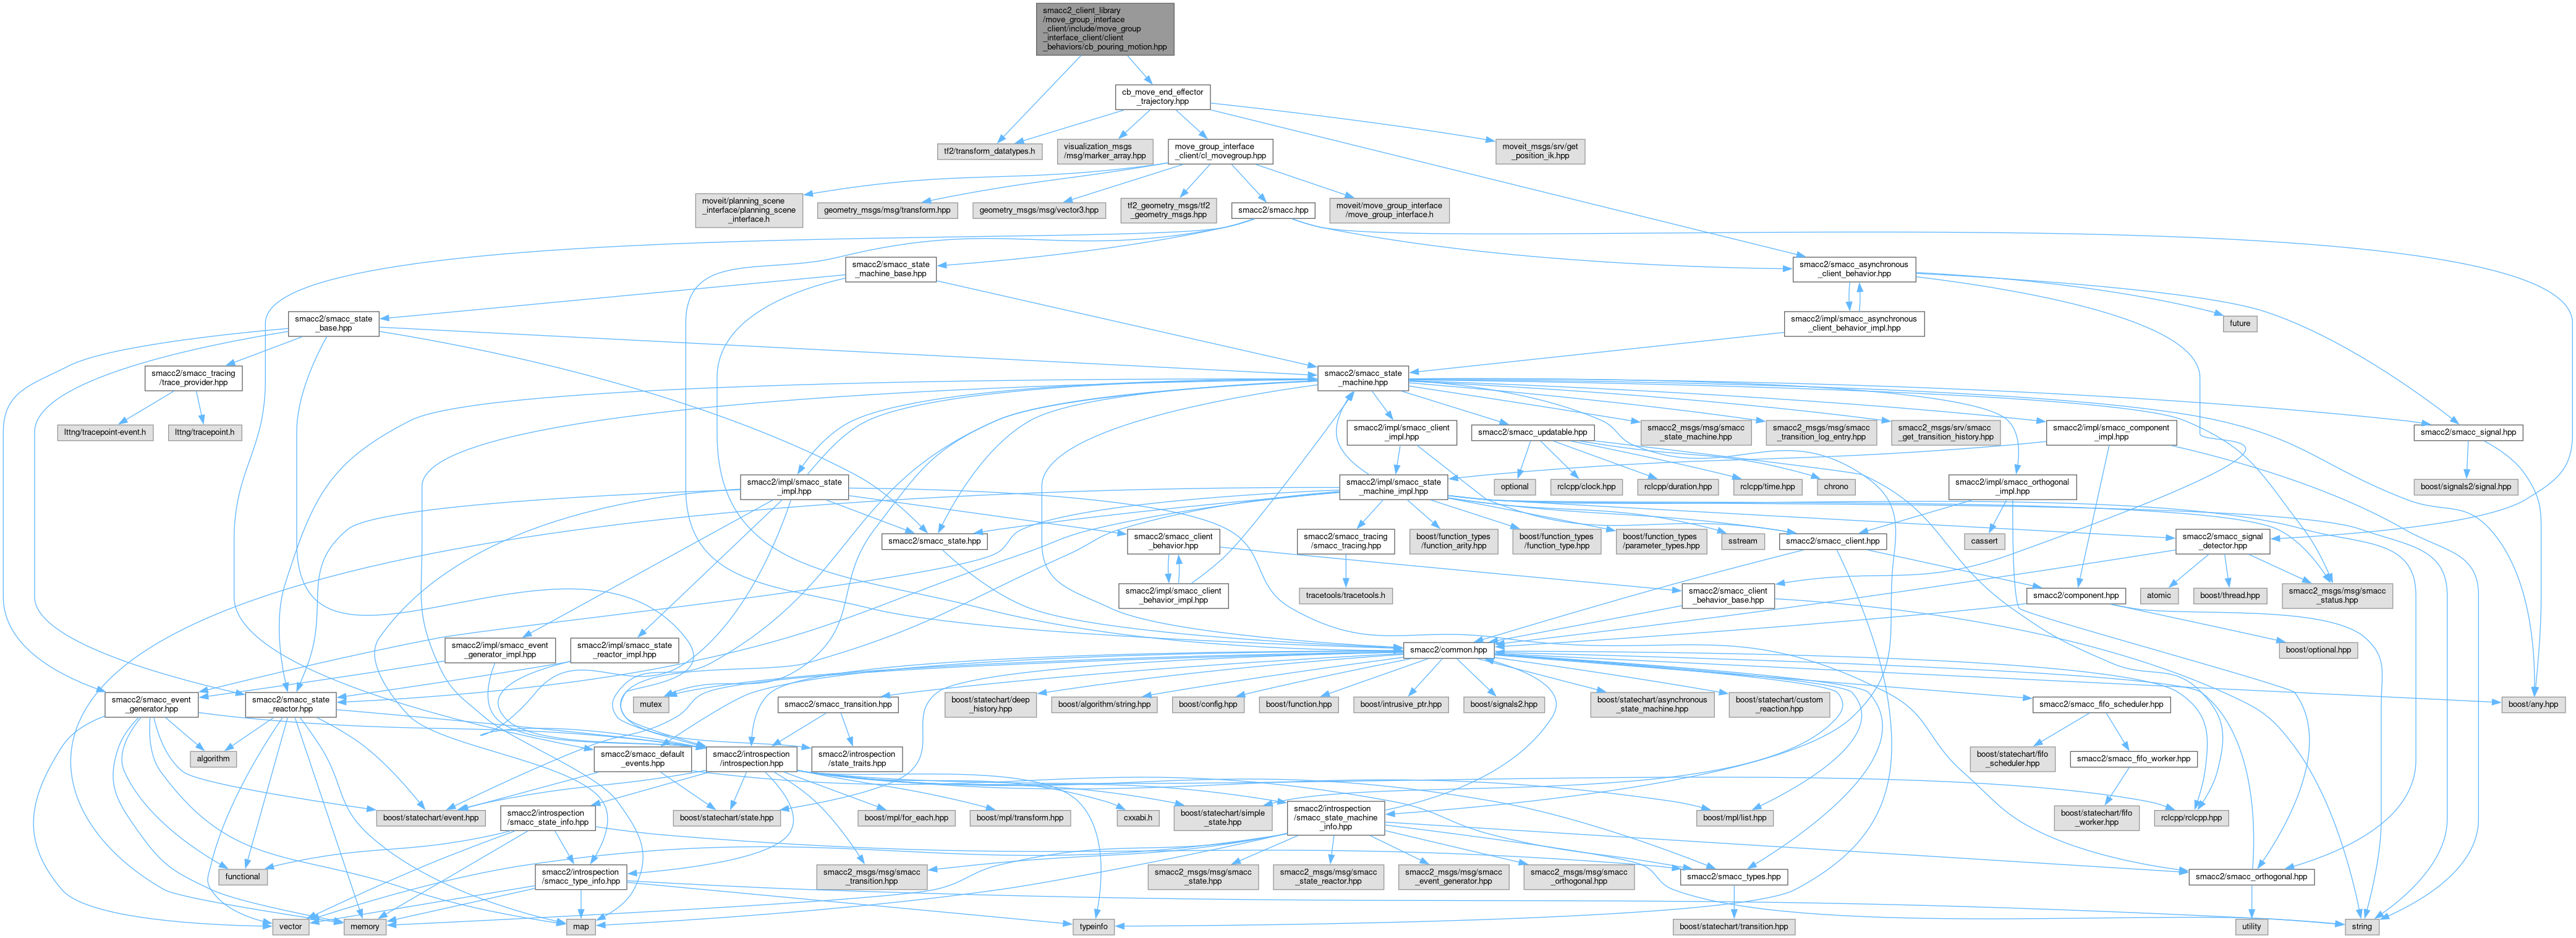 smacc2_client_library
/move_group_interface
_client/include/move_group
_interface_client/client
_behaviors/cb_pouring_motion.hpp
cb_move_end_effector
_trajectory.hpp
tf2/transform_datatypes.h
visualization_msgs
/msg/marker_array.hpp
move_group_interface
_client/cl_movegroup.hpp
moveit_msgs/srv/get
_position_ik.hpp
moveit/planning_scene
_interface/planning_scene
_interface.h
geometry_msgs/msg/transform.hpp
geometry_msgs/msg/vector3.hpp
tf2_geometry_msgs/tf2
_geometry_msgs.hpp
smacc2/smacc.hpp
moveit/move_group_interface
/move_group_interface.h
smacc2/smacc_state
_machine_base.hpp
smacc2/smacc_asynchronous
_client_behavior.hpp
smacc2/smacc_state
_base.hpp
smacc2/impl/smacc_asynchronous
_client_behavior_impl.hpp
future
smacc2/smacc_tracing
/trace_provider.hpp
smacc2/smacc_state
_machine.hpp
lttng/tracepoint-event.h
lttng/tracepoint.h
smacc2/impl/smacc_client
_impl.hpp
smacc2/smacc_updatable.hpp
smacc2_msgs/msg/smacc
_state_machine.hpp
smacc2_msgs/msg/smacc
_transition_log_entry.hpp
smacc2_msgs/srv/smacc
_get_transition_history.hpp
smacc2/impl/smacc_component
_impl.hpp
smacc2/smacc_signal.hpp
smacc2/impl/smacc_state
_impl.hpp
smacc2/impl/smacc_state
_machine_impl.hpp
optional
rclcpp/clock.hpp
rclcpp/duration.hpp
rclcpp/time.hpp
chrono
smacc2/impl/smacc_orthogonal
_impl.hpp
boost/signals2/signal.hpp
smacc2/smacc_state.hpp
smacc2/smacc_client
_behavior.hpp
smacc2/smacc_tracing
/smacc_tracing.hpp
boost/function_types
/function_arity.hpp
boost/function_types
/function_type.hpp
boost/function_types
/parameter_types.hpp
sstream
smacc2/smacc_client.hpp
cassert
smacc2/smacc_signal
_detector.hpp
smacc2/impl/smacc_client
_behavior_impl.hpp
tracetools/tracetools.h
smacc2/smacc_client
_behavior_base.hpp
smacc2/component.hpp
atomic
boost/thread.hpp
smacc2_msgs/msg/smacc
_status.hpp
smacc2/impl/smacc_event
_generator_impl.hpp
smacc2/impl/smacc_state
_reactor_impl.hpp
smacc2/common.hpp
boost/optional.hpp
smacc2/smacc_event
_generator.hpp
smacc2/smacc_state
_reactor.hpp
mutex
smacc2/smacc_transition.hpp
boost/statechart/deep
_history.hpp
boost/algorithm/string.hpp
boost/config.hpp
boost/function.hpp
boost/intrusive_ptr.hpp
boost/signals2.hpp
boost/statechart/asynchronous
_state_machine.hpp
boost/statechart/custom
_reaction.hpp
smacc2/smacc_fifo_scheduler.hpp
boost/any.hpp
algorithm
smacc2/smacc_default
_events.hpp
smacc2/introspection
/introspection.hpp
smacc2/introspection
/state_traits.hpp
boost/statechart/fifo
_scheduler.hpp
smacc2/smacc_fifo_worker.hpp
boost/statechart/event.hpp
smacc2/introspection
/smacc_state_info.hpp
boost/statechart/state.hpp
boost/mpl/for_each.hpp
boost/mpl/transform.hpp
cxxabi.h
boost/statechart/simple
_state.hpp
smacc2/introspection
/smacc_state_machine
_info.hpp
boost/mpl/list.hpp
boost/statechart/fifo
_worker.hpp
rclcpp/rclcpp.hpp
functional
smacc2/introspection
/smacc_type_info.hpp
smacc2_msgs/msg/smacc
_transition.hpp
smacc2_msgs/msg/smacc
_state.hpp
smacc2_msgs/msg/smacc
_state_reactor.hpp
smacc2_msgs/msg/smacc
_event_generator.hpp
smacc2_msgs/msg/smacc
_orthogonal.hpp
smacc2/smacc_types.hpp
smacc2/smacc_orthogonal.hpp
vector
memory
map
typeinfo
boost/statechart/transition.hpp
utility
string